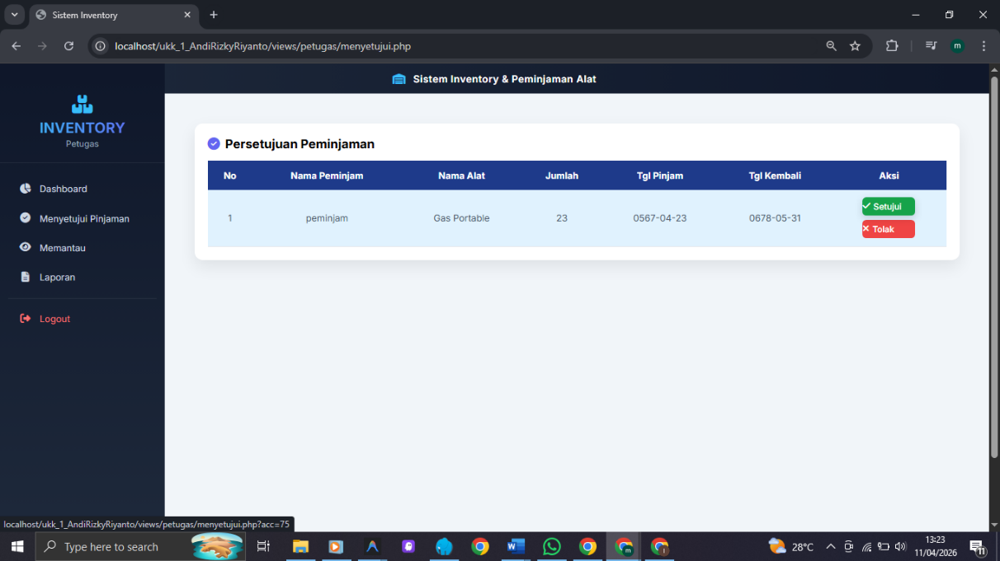 Sistem Inventory
localhost/ukk_1_AndiRizkyRiyanto/views/petugas/menyetujui.php
m
INVENTORY
Petugas
Dashboard
Menyetujui Pinjaman
Memantau
Laporan
Logout
Sistem Inventory & Peminjaman Alat
Persetujuan Peminjaman
No Nama Peminjam Nama Alat Jumlah Tgl Pinjam Tgl Kembali Aksi
1 peminjam Gas Portable 23 0567-04-23 0678-05-31
Setujui
Tolak
localhost/ukk_1_AndiRizkyRiyanto/views/petugas/menyetujui.php?acc=75
Type here to search
28°C
13:23
11/04/2026
11